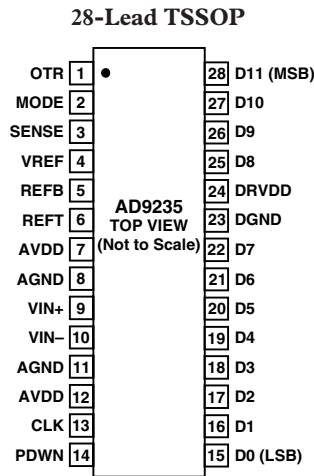 28-Lead TSSOP
OTR 1 28 D11 (MSB)
MODE 2 27 D10
SENSE 3 26 D9
VREF 4 25 D8
REFB 5 24 DRVDD
REFT 6 23 DGND
AVDD 7 22 D7
AGND 8 21 D6
VIN+ 9 20 D5
VIN– 10 19 D4
AGND 11 18 D3
AVDD 12 17 D2
CLK 13 16 D1
PDWN 14 15 D0 (LSB)
AD9235
TOP VIEW
(Not to Scale)